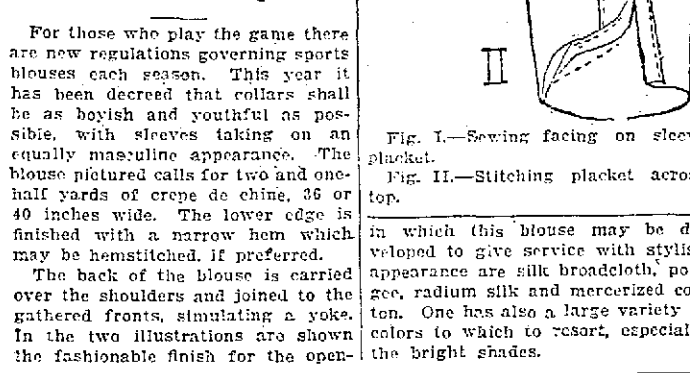 For those who play the game there
are new regulations governing sports
blouses each season. This year it
has been decreed that collars shall
be as boyish and youthful as pos-
sible, with sleeves taking on an
equally masculine appearance. The
blouse pictured calls for two and one-
half yards of crepe de chine, 36 or
40 inches wide. The lower edge is
finished with a narrow hem which
may be hemstitched, if preferred.
The back of the blouse is carried
over the shoulders and joined to the
gathered fronts, simulating a yoke.
In the two illustrations are shown
the fashionable finish for the open-
II
Fig. I.—Sewing facing on slee
placket.
Fig. II.—Stitching placket acro
top.
in which this blouse may be d
veloped to give service with stylis
appearance are silk broadcloth, po
gee, radium silk and mercerized co
ton. One has also a large variety
colors to which to resort, especial
the bright shades.